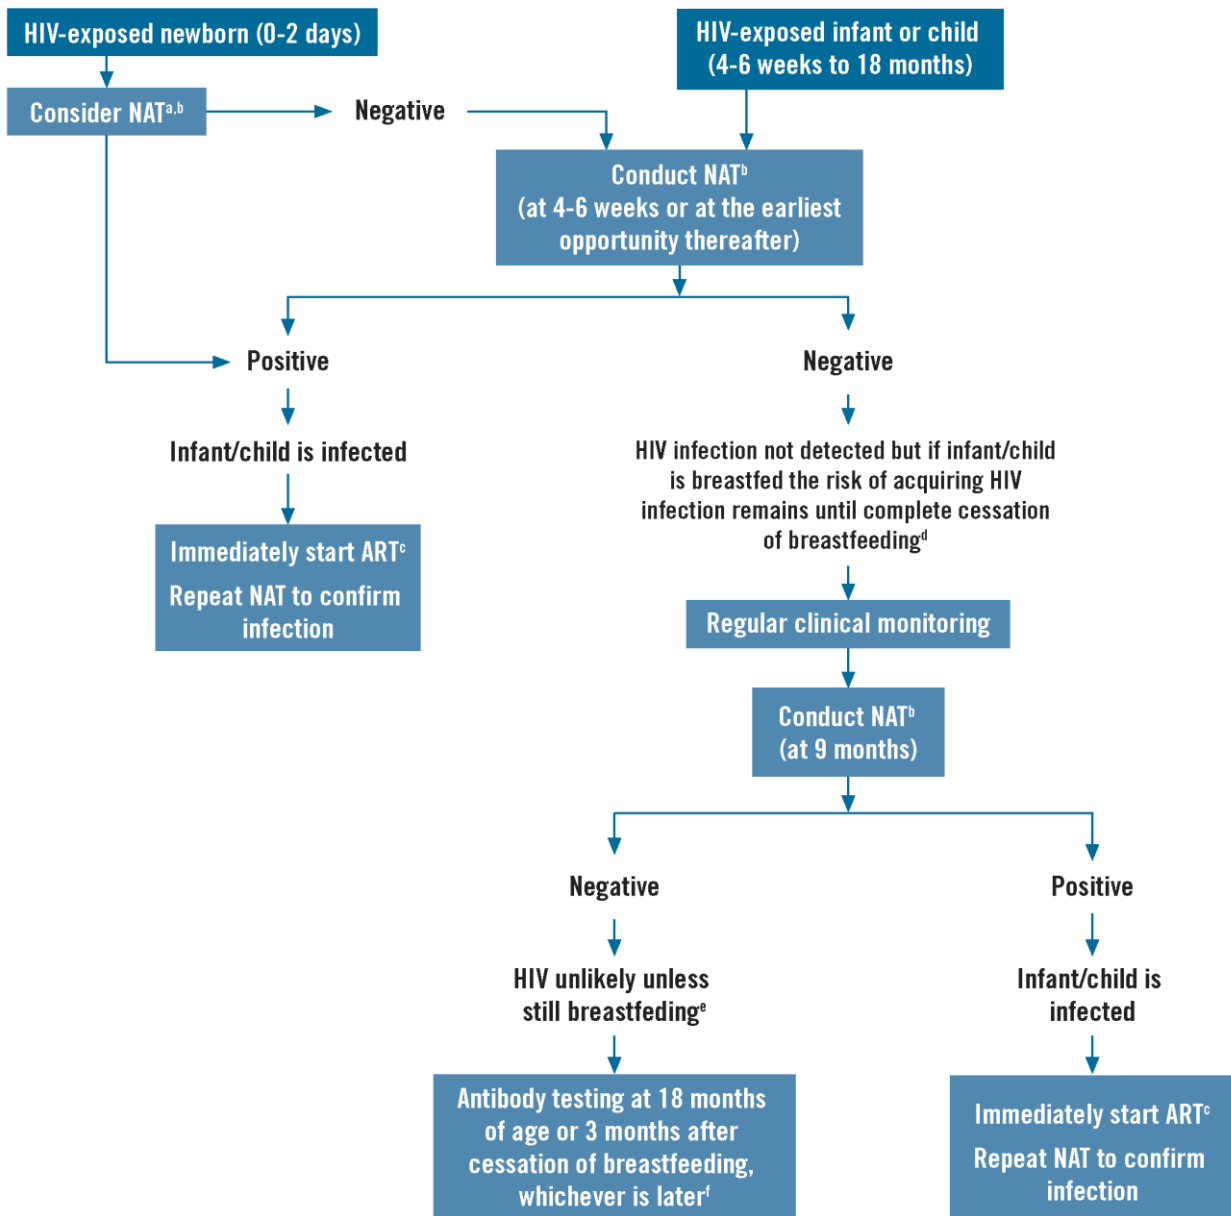 HIV-exposed newborn (0-2 days)
HIV-exposed infant or child
(4-6 weeks to 18 months)
Consider NATa,b
Negative
Conduct NATb
(at 4-6 weeks or at the earliest
opportunity thereafter)
Positive
Negative
Infant/child is infected
HIV infection not detected but if infant/child
is breastfed the risk of acquiring HIV
infection remains until complete cessation
of breastfeedingd
Immediately start ARTc
Repeat NAT to confirm
infection
Regular clinical monitoring
Conduct NATb
(at 9 months)
Negative
Positive
HIV unlikely unless
still breastfedinge
Infant/child is
infected
Antibody testing at 18 months
of age or 3 months after
cessation of breastfeeding,
whichever is laterf
Immediately start ARTc
Repeat NAT to confirm
infection